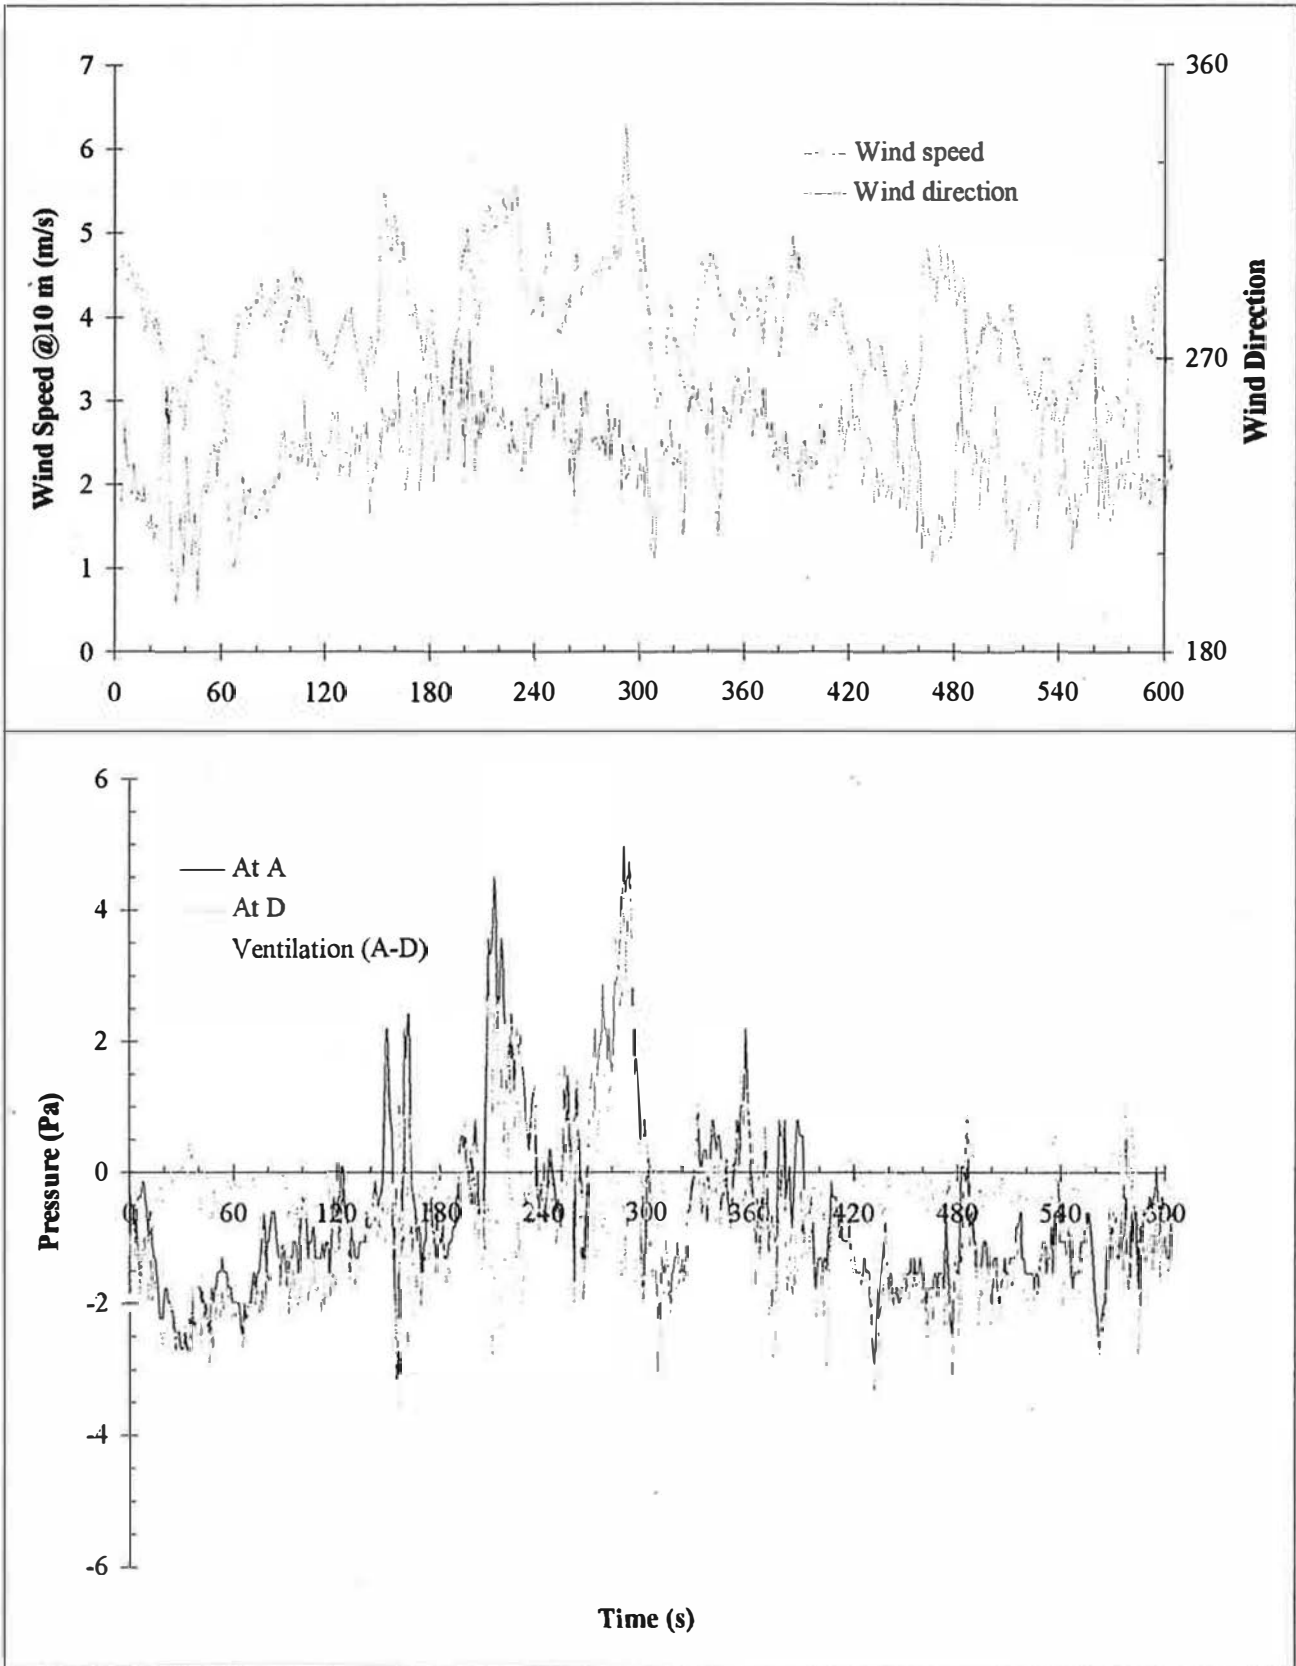 7
360
6
Wind speed
Wind direction
5
4
270
3
2
1
0
180
0 60 120 180 240 300 360 420 480 540 600
Wind Speed @10 m (m/s)
Wind Direction
6
At A
4
At D
Ventilation (A-D)
2
0
0 60 120 180 240 300 360 420 480 540 500
-2
-4
-6
Pressure (Pa)
Time (s)